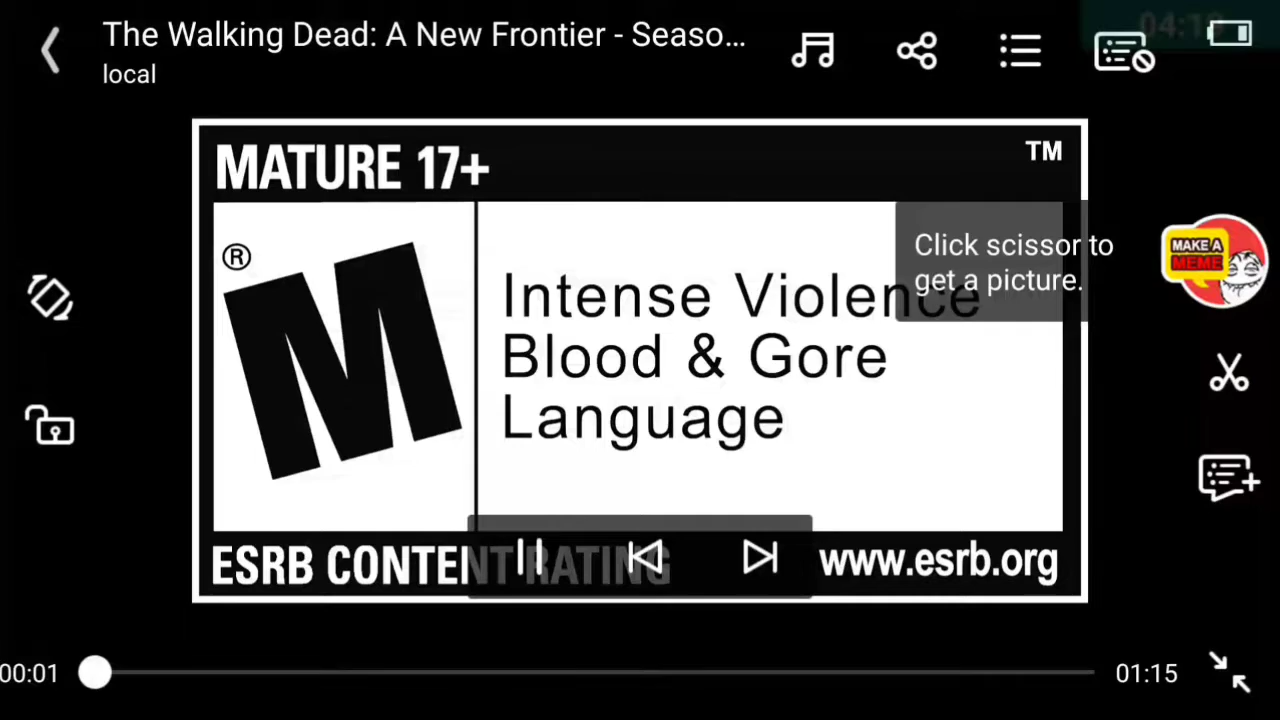 The Walking Dead: A New Frontier - Seaso...
local
MATURE 17+
TM
®
M
Intense Violence
Blood & Gore
Language
Click scissor to
get a picture.
MAKE A
MEME
ESRB CONTENT RATING
www.esrb.org
00:01
01:15